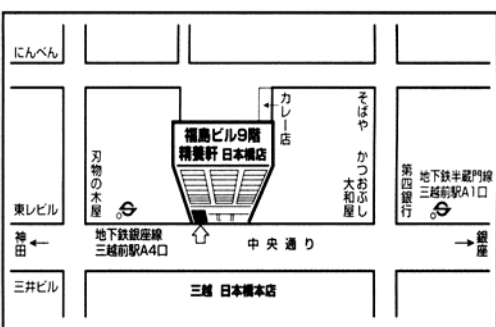 にんべん
カレー店
そばや かつおぶし
大和屋
福島ビル9階
精養軒 日本橋店
刃物の木屋
第四銀行
地下鉄半蔵門線
三越前駅A1口
東レビル
神田←
地下鉄銀座線
三越前駅A4口
中央通り
→銀座
三井ビル
三越 日本橋本店